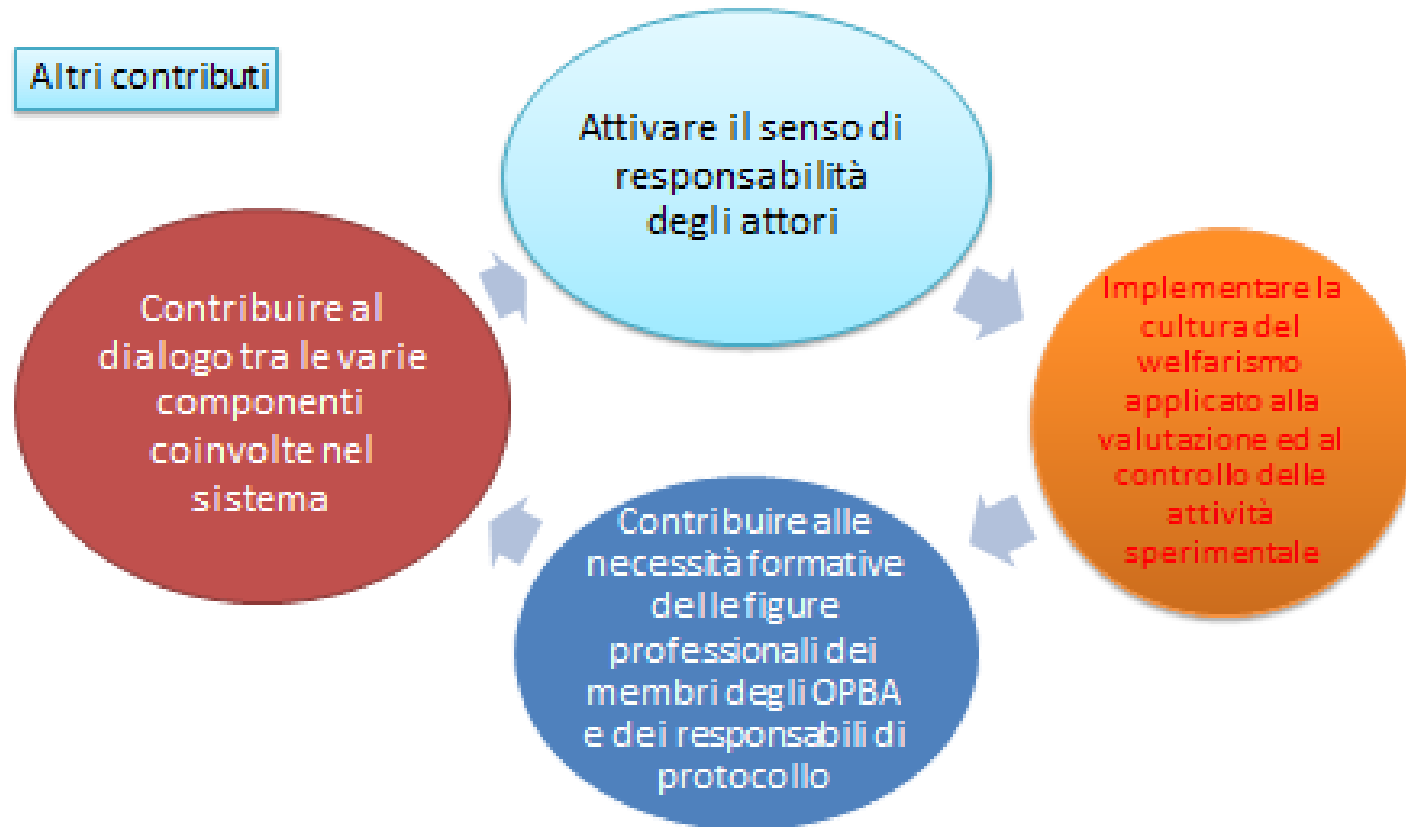 Altri contributi
Attivare il senso di
responsabilità
degli attori
Implementare la
cultura del
welfarismo
applicato alla
valutazione ed al
controllo delle
attività
sperimentale
Contribuire alle
necessità formative
delle figure
professionali dei
membri degli OPBA
e dei responsabili di
protocollo
Contribuire al
dialogo tra le varie
componenti
coinvolte nel
sistema